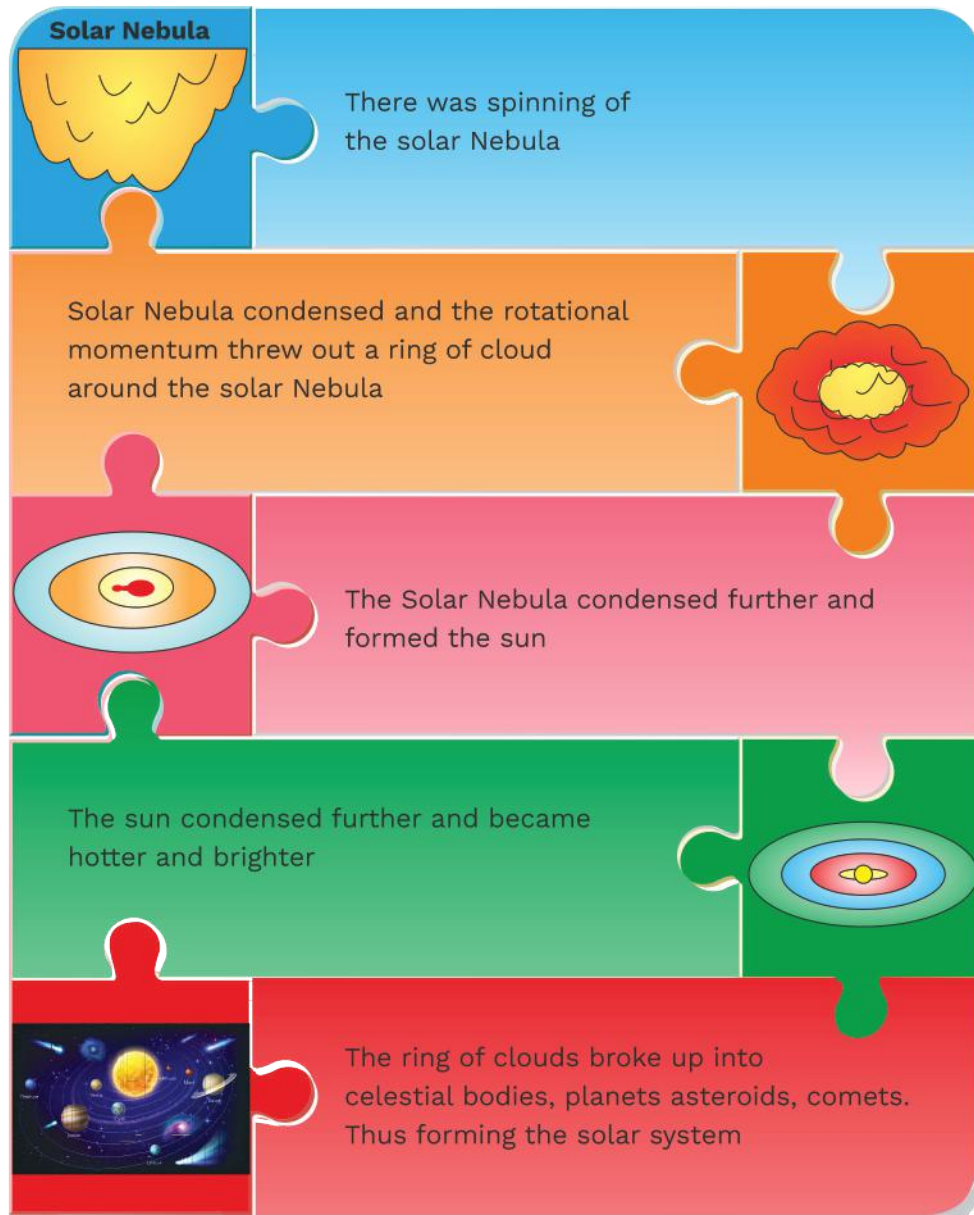 Solar Nebula
There was spinning of
the solar Nebula
Solar Nebula condensed and the rotational
momentum threw out a ring of cloud
around the solar Nebula
The Solar Nebula condensed further and
formed the sun
The sun condensed further and became
hotter and brighter
The ring of clouds broke up into
celestial bodies, planets asteroids, comets.
Thus forming the solar system